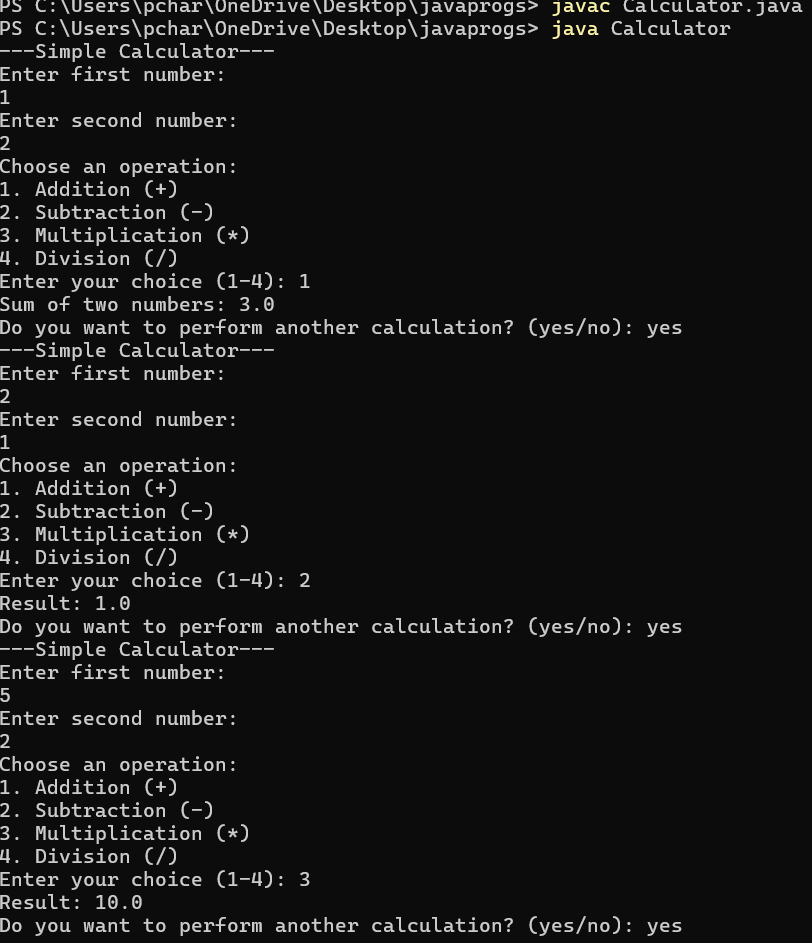 PS C:\Users\pchar\OneDrive\Desktop\javaprogs> javac Calculator.java
PS C:\Users\pchar\OneDrive\Desktop\javaprogs> java Calculator
---Simple Calculator---
Enter first number:
1
Enter second number:
2
Choose an operation:
1. Addition (+)
2. Subtraction (-)
3. Multiplication (*)
4. Division (/)
Enter your choice (1-4): 1
Sum of two numbers: 3.0
Do you want to perform another calculation? (yes/no): yes
---Simple Calculator---
Enter first number:
2
Enter second number:
1
Choose an operation:
1. Addition (+)
2. Subtraction (-)
3. Multiplication (*)
4. Division (/)
Enter your choice (1-4): 2
Result: 1.0
Do you want to perform another calculation? (yes/no): yes
---Simple Calculator---
Enter first number:
5
Enter second number:
2
Choose an operation:
1. Addition (+)
2. Subtraction (-)
3. Multiplication (*)
4. Division (/)
Enter your choice (1-4): 3
Result: 10.0
Do you want to perform another calculation? (yes/no): yes